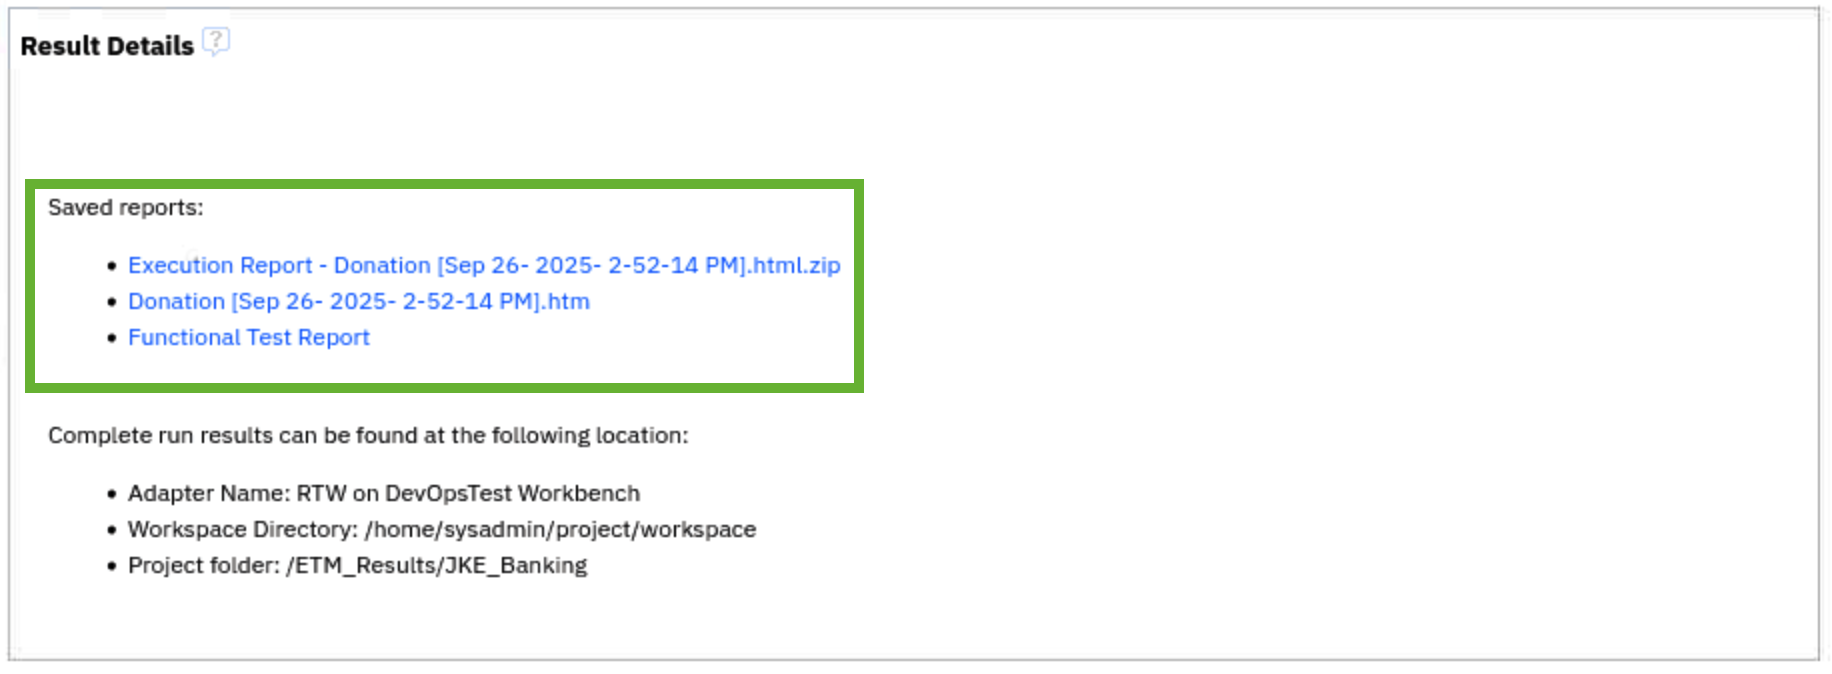 Result Details ?
Saved reports:
• Execution Report - Donation [Sep 26- 2025- 2-52-14 PM].html.zip
• Donation [Sep 26- 2025- 2-52-14 PM].htm
• Functional Test Report
Complete run results can be found at the following location:
• Adapter Name: RTW on DevOpsTest Workbench
• Workspace Directory: /home/sysadmin/project/workspace
• Project folder: /ETM_Results/JKE_Banking